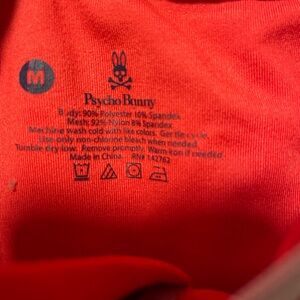 M
Psycho Bunny
Body: 90% Polyester 10% Spandex
Mesh: 92% Nylon 8% Spandex
Machine wash cold with like colors. Gentle cycle.
Use only non-chlorine bleach when needed.
Tumble dry low. Remove promptly. Warm iron if needed.
Made in China. RN# 142762